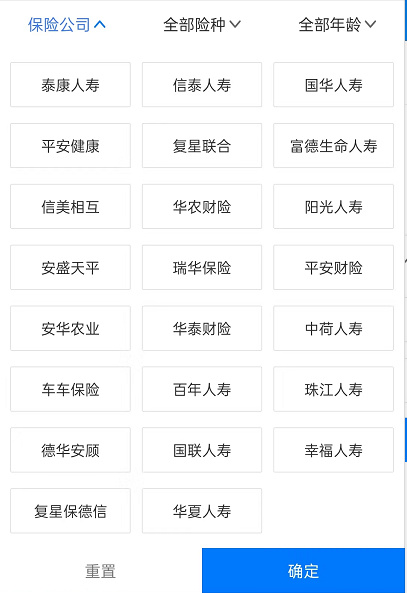 保险公司 全部险种 全部年龄
泰康人寿 信泰人寿 国华人寿
平安健康 复星联合 富德生命人寿
信美相互 华农财险 阳光人寿
安盛天平 瑞华保险 平安财险
安华农业 华泰财险 中荷人寿
车车保险 百年人寿 珠江人寿
德华安顾 国联人寿 幸福人寿
复星保德信 华夏人寿
重置 确定